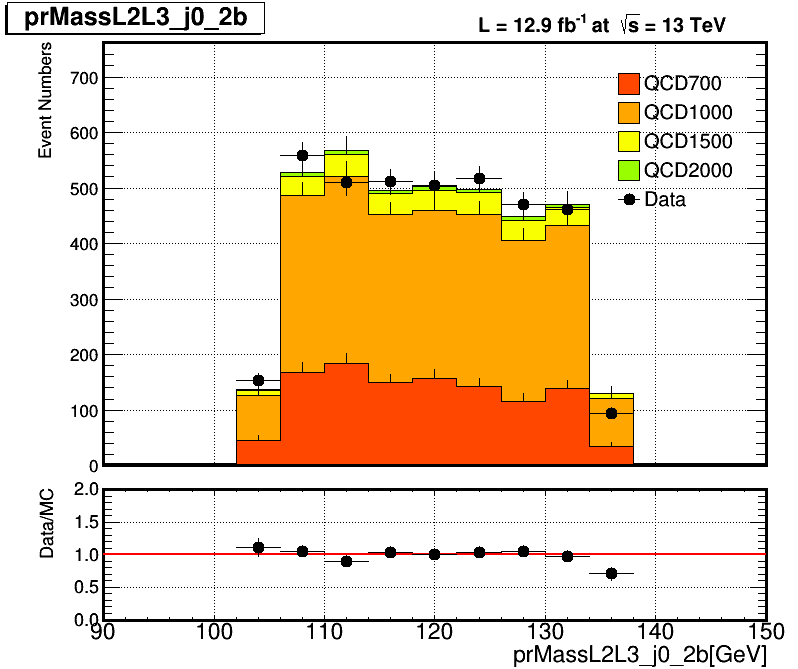 prMassL2L3_j0_2b
L = 12.9 fb-1 at √s = 13 TeV
Event Numbers
700
600
500
400
300
200
100
0
QCD700
QCD1000
QCD1500
QCD2000
Data
Data/MC
2.0
1.5
1.0
0.5
0.0
90 100 110 120 130 140 150
prMassL2L3_j0_2b[GeV]